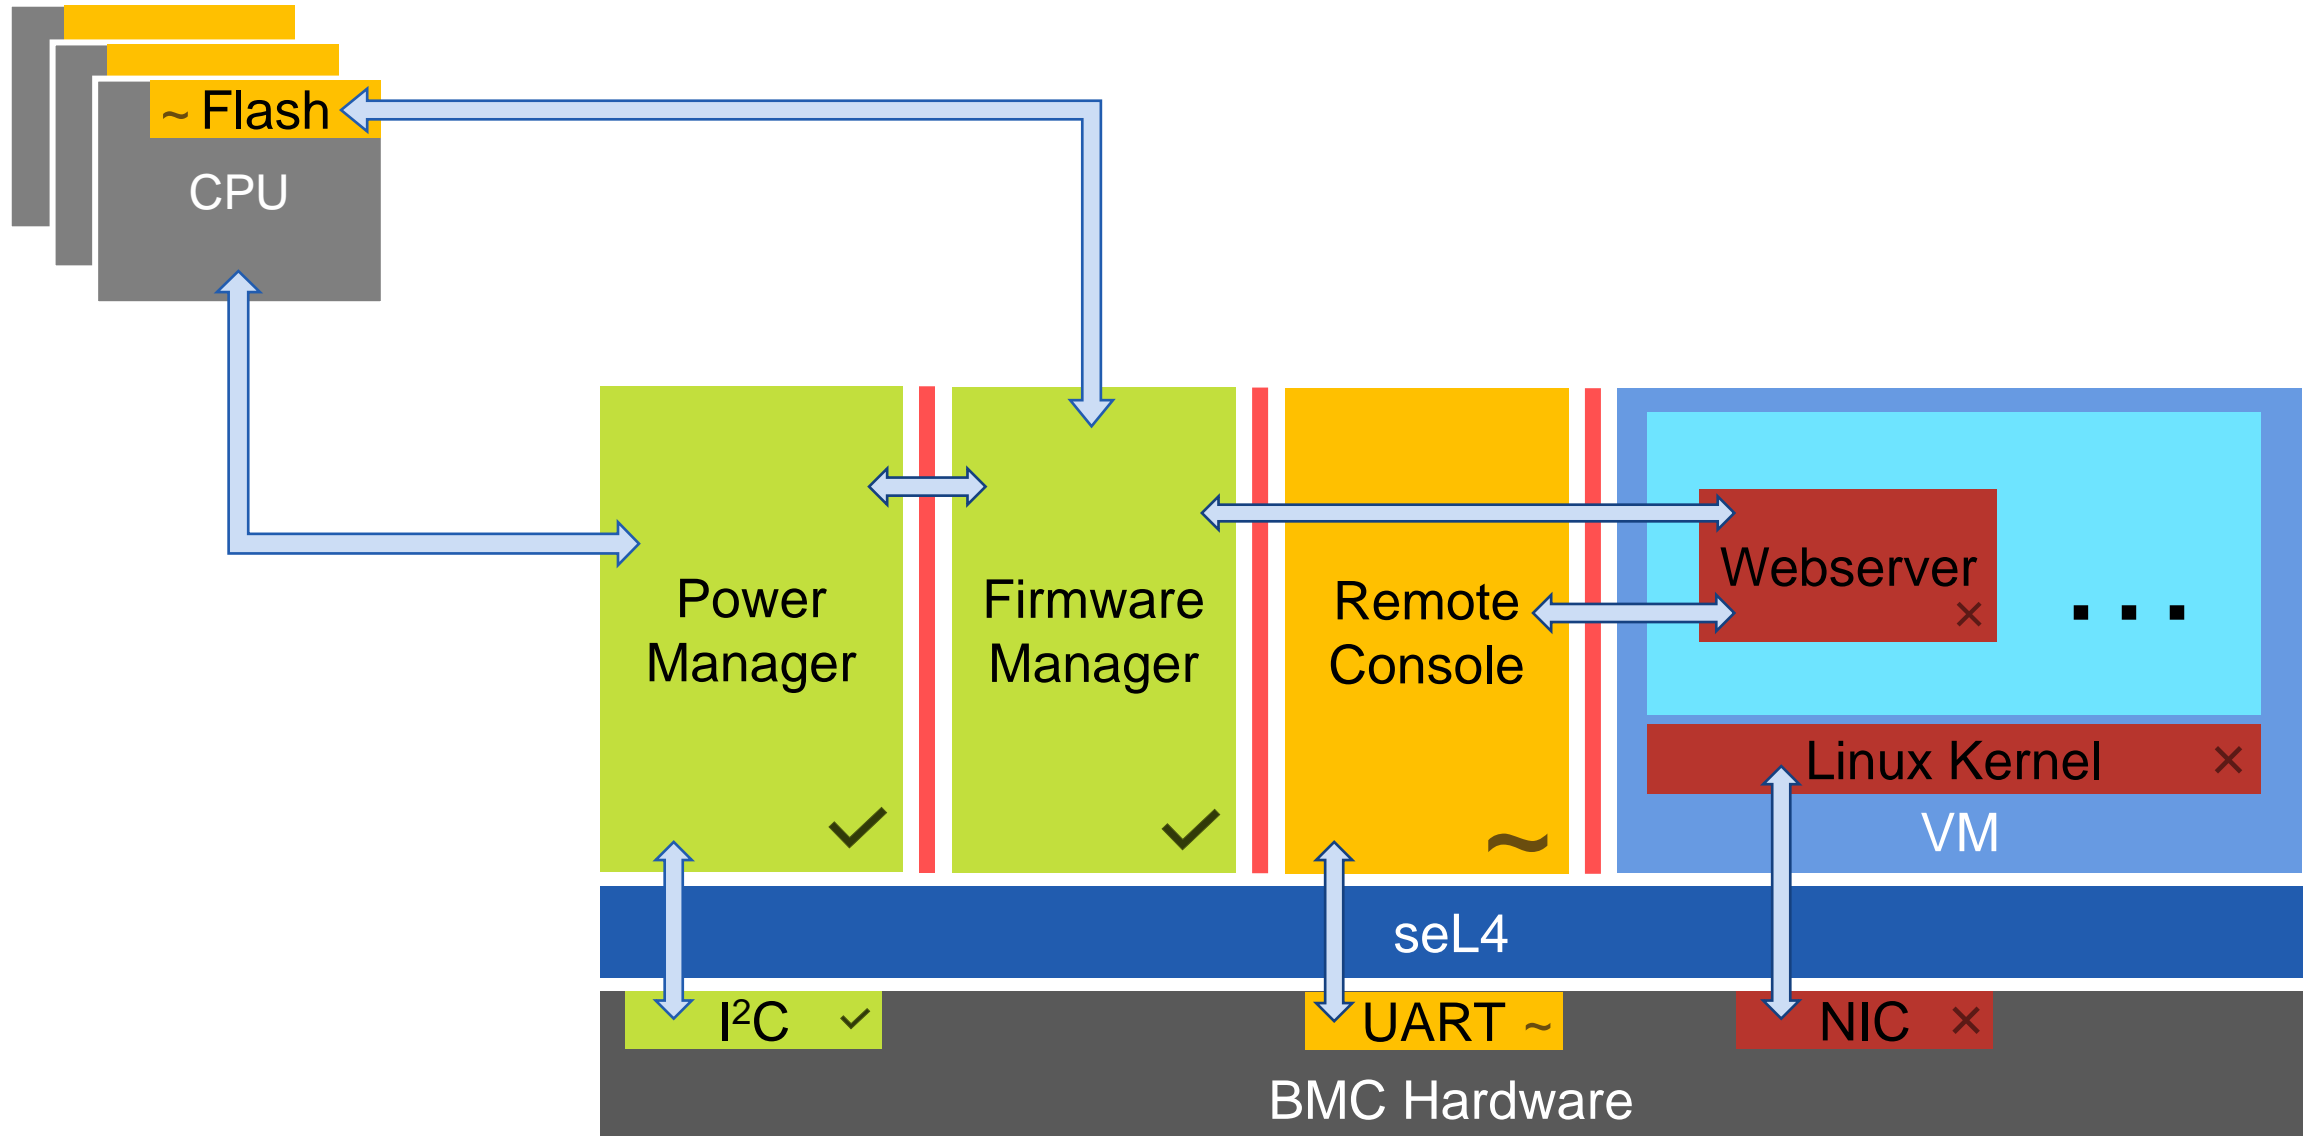 ~ Flash
CPU
Power
Manager
✓
Firmware
Manager
✓
Remote
Console
~
Webserver
×
...
Linux Kernel ×
VM
seL4
I²C ✓
UART ~
NIC ×
BMC Hardware